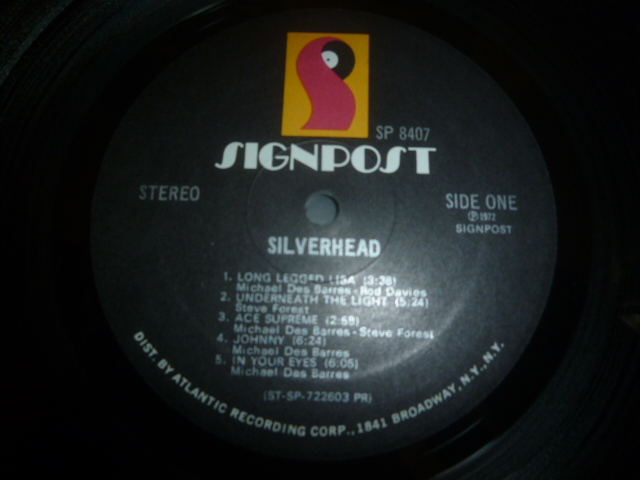 SP 8407
SIGNPOST
STEREO
SIDE ONE
Ⓟ 1972
SIGNPOST
SILVERHEAD
1. LONG LEGGED LISA (3:38)
Michael Des Barres - Rod Davies
2. UNDERNEATH THE LIGHT (5:24)
Steve Forest
3. ACE SUPREME (2:59)
Michael Des Barres - Steve Forest
4. JOHNNY (6:24)
Michael Des Barres
5. IN YOUR EYES (6:05)
Michael Des Barres
(ST-SP-722603 PR)
DIST. BY ATLANTIC RECORDING CORP., 1841 BROADWAY, N.Y., N.Y.